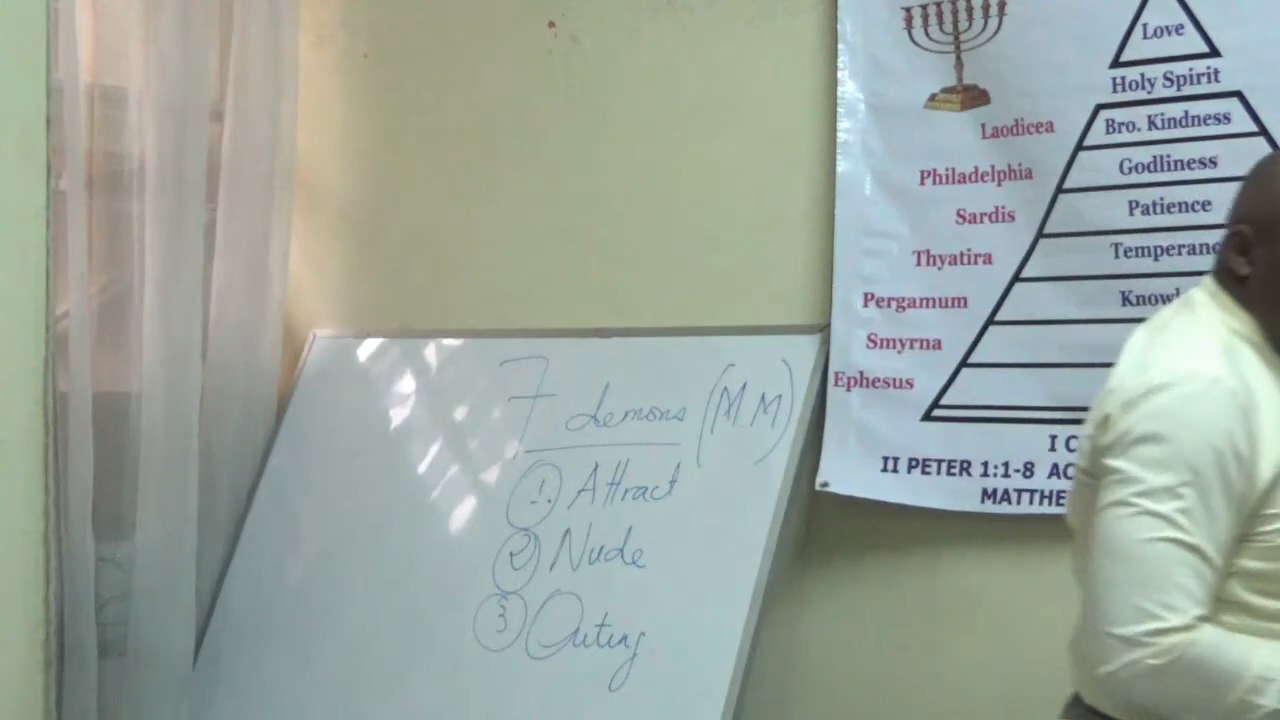 7 demons (M.M)
1. Attract
2 Nude
3 Outing
Love
Holy Spirit
Laodicea
Bro. Kindness
Philadelphia
Godliness
Sardis
Patience
Thyatira
Temperanc
Pergamum
Knowl
Smyrna
Ephesus
I C
II PETER 1:1-8 AC
MATTHE